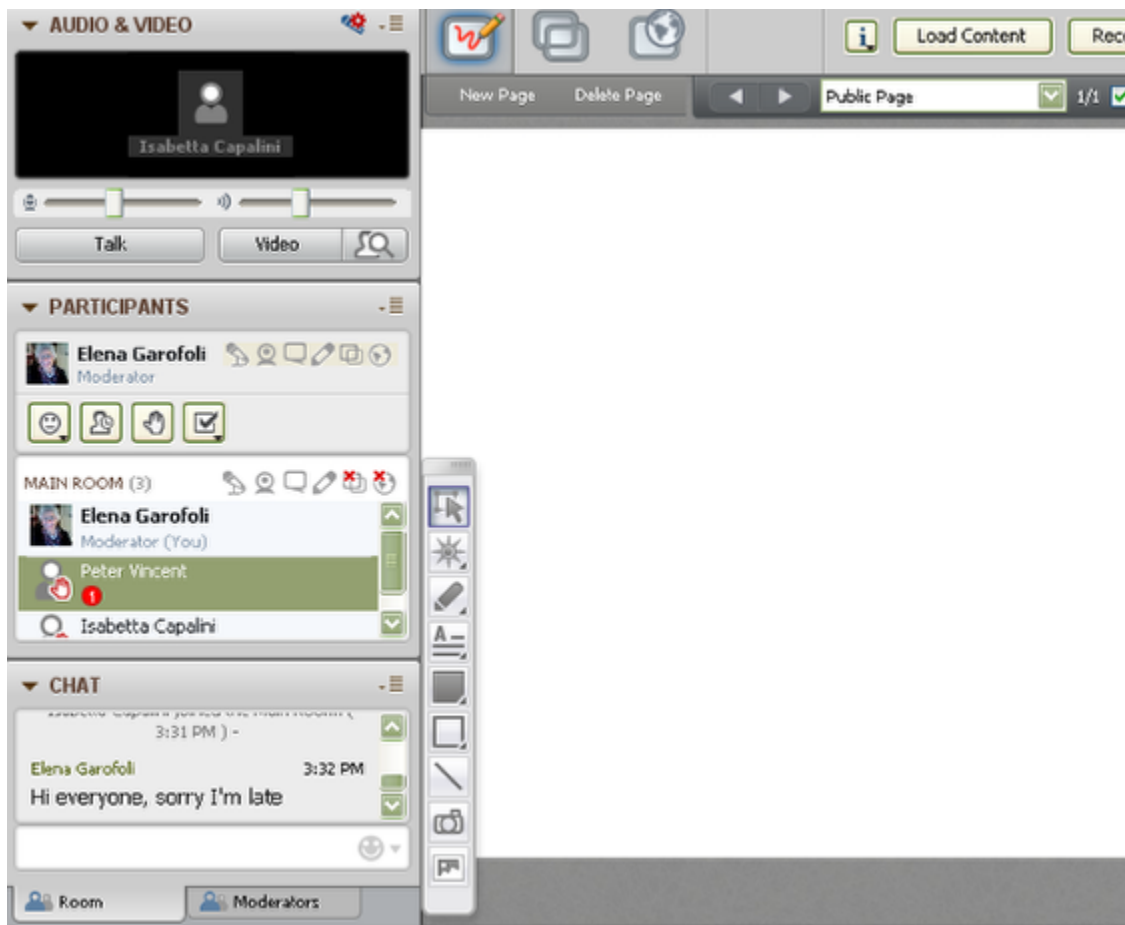 AUDIO & VIDEO
Isabetta Capalini
Talk
Video
PARTICIPANTS
Elena Garofoli
Moderator
MAIN ROOM (3)
Elena Garofoli
Moderator (You)
Peter Vincent
1
Isabetta Capalini
CHAT
3:31 PM ) -
Elena Garofoli 3:32 PM
Hi everyone, sorry I'm late
Room
Moderators
i
Load Content
Reco
New Page
Delete Page
Public Page
1/1
A